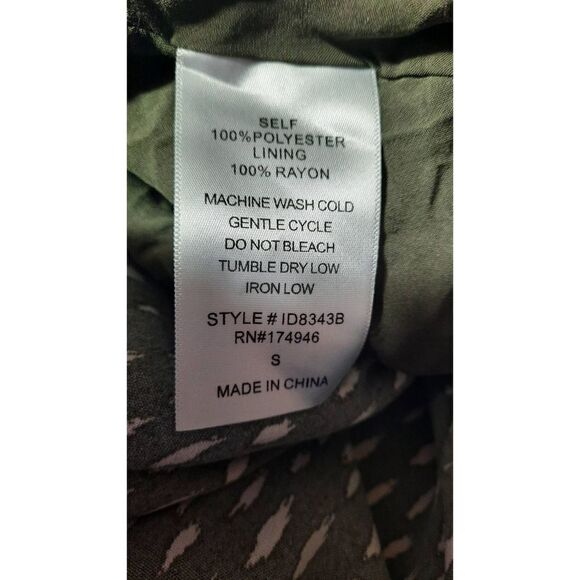 SELF
100%POLYESTER
LINING
100% RAYON
MACHINE WASH COLD
GENTLE CYCLE
DO NOT BLEACH
TUMBLE DRY LOW
IRON LOW
STYLE # ID8343B
RN#174946
S
MADE IN CHINA